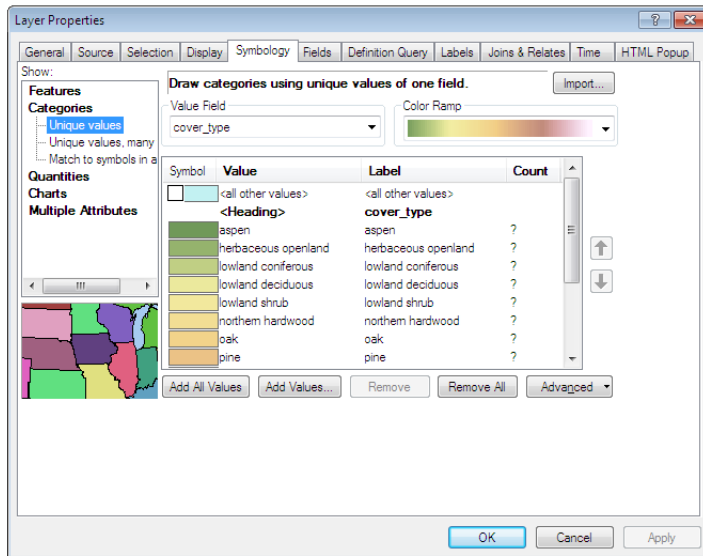 Layer Properties
General Source Selection Display Symbology Fields Definition Query Labels Joins & Relates Time HTML Popup
Show:
Features
Categories
Unique values
Unique values, many
Match to symbols in a
Quantities
Charts
Multiple Attributes
Draw categories using unique values of one field.
Import...
Value Field
cover_type
Color Ramp
Symbol Value Label Count
<all other values> <all other values>
<Heading> cover_type
aspen aspen ?
herbaceous openland herbaceous openland ?
lowland coniferous lowland coniferous ?
lowland deciduous lowland deciduous ?
lowland shrub lowland shrub ?
northern hardwood northern hardwood ?
oak oak ?
pine pine ?
Add All Values Add Values... Remove Remove All Advanced
OK Cancel Apply